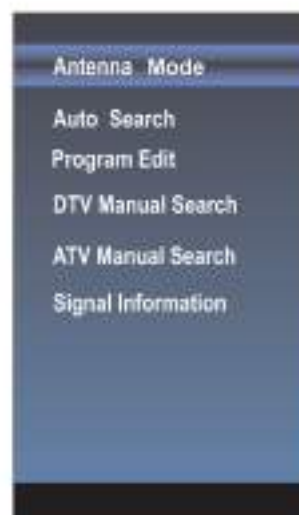 Antenna Mode
Auto Search
Program Edit
DTV Manual Search
ATV Manual Search
Signal Information